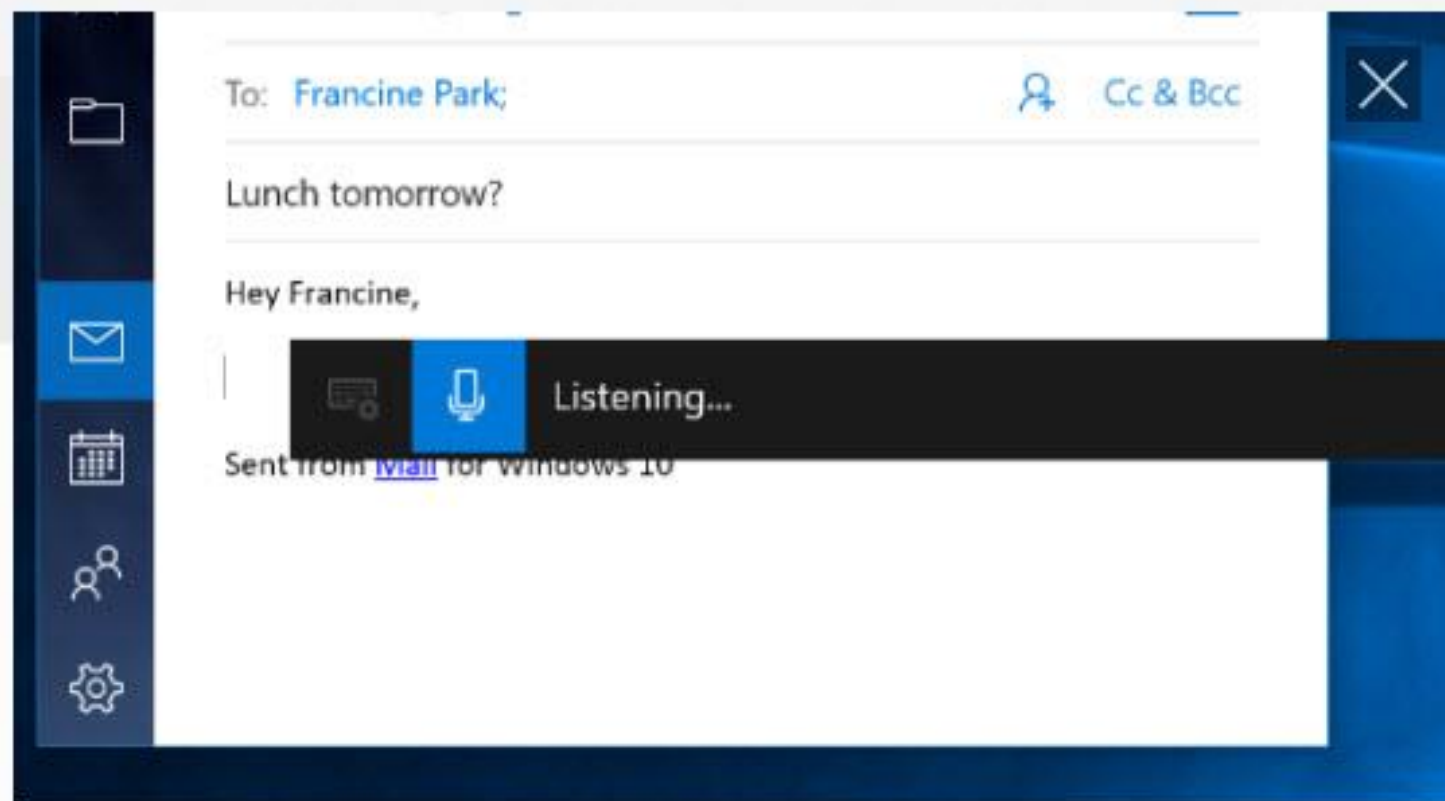 To: Francine Park; Cc & Bcc
Lunch tomorrow?
Hey Francine,
Listening...
Sent from Mail for Windows 10